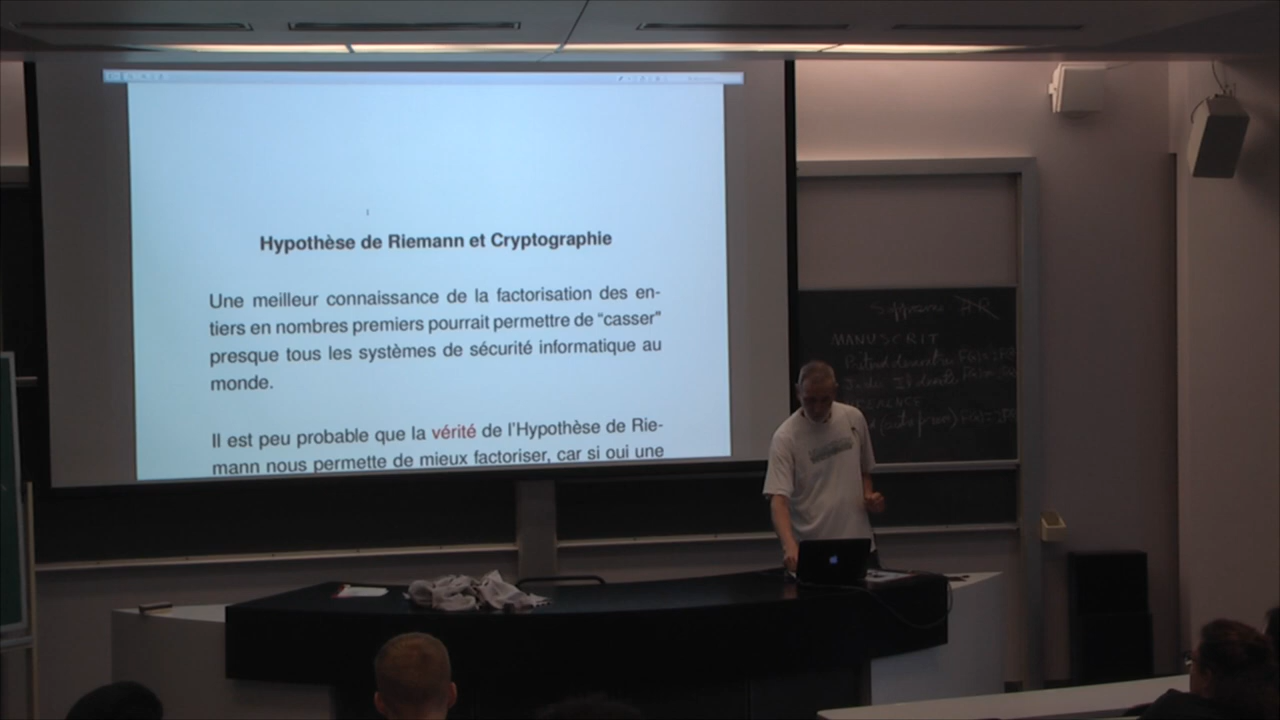 Hypothèse de Riemann et Cryptographie
Une meilleur connaissance de la factorisation des en-
tiers en nombres premiers pourrait permettre de “casser”
presque tous les systèmes de sécurité informatique au
monde.
Il est peu probable que la vérité de l’Hypothèse de Rie-
mann nous permette de mieux factoriser, car si oui une
MANUSCRIT